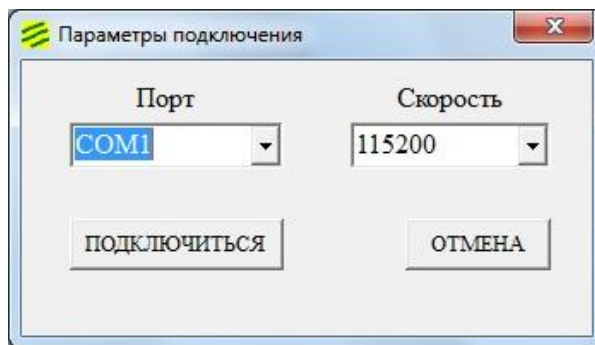 Параметры подключения
Порт Скорость
COM1 115200
ПОДКЛЮЧИТЬСЯ ОТМЕНА